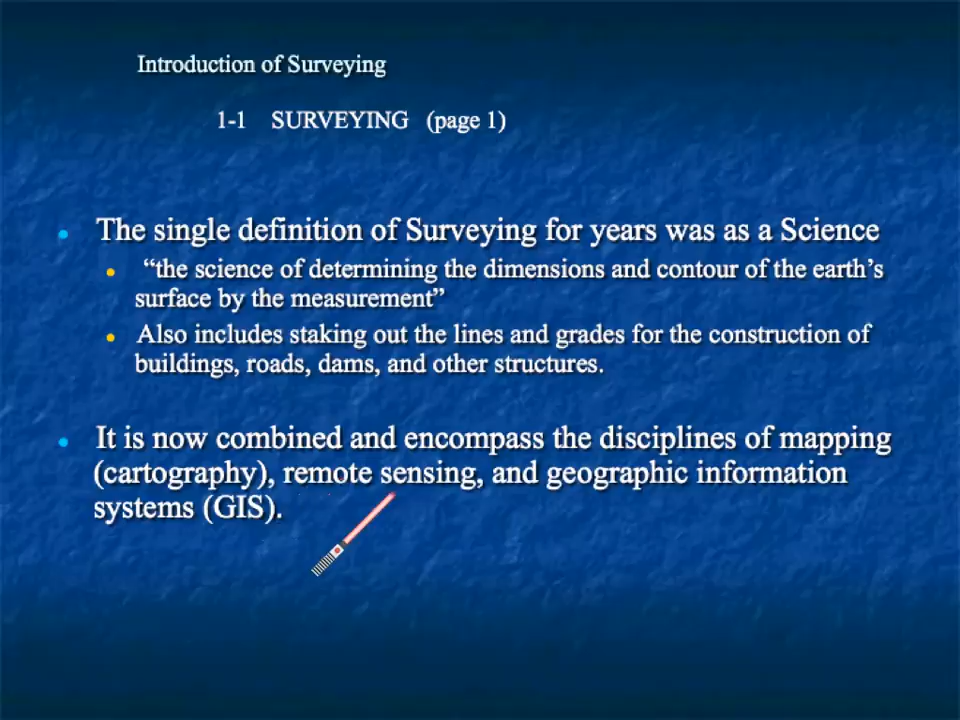 Introduction of Surveying
1-1 SURVEYING (page 1)
• The single definition of Surveying for years was as a Science
• “the science of determining the dimensions and contour of the earth’s
surface by the measurement”
• Also includes staking out the lines and grades for the construction of
buildings, roads, dams, and other structures.
• It is now combined and encompass the disciplines of mapping
(cartography), remote sensing, and geographic information
systems (GIS).